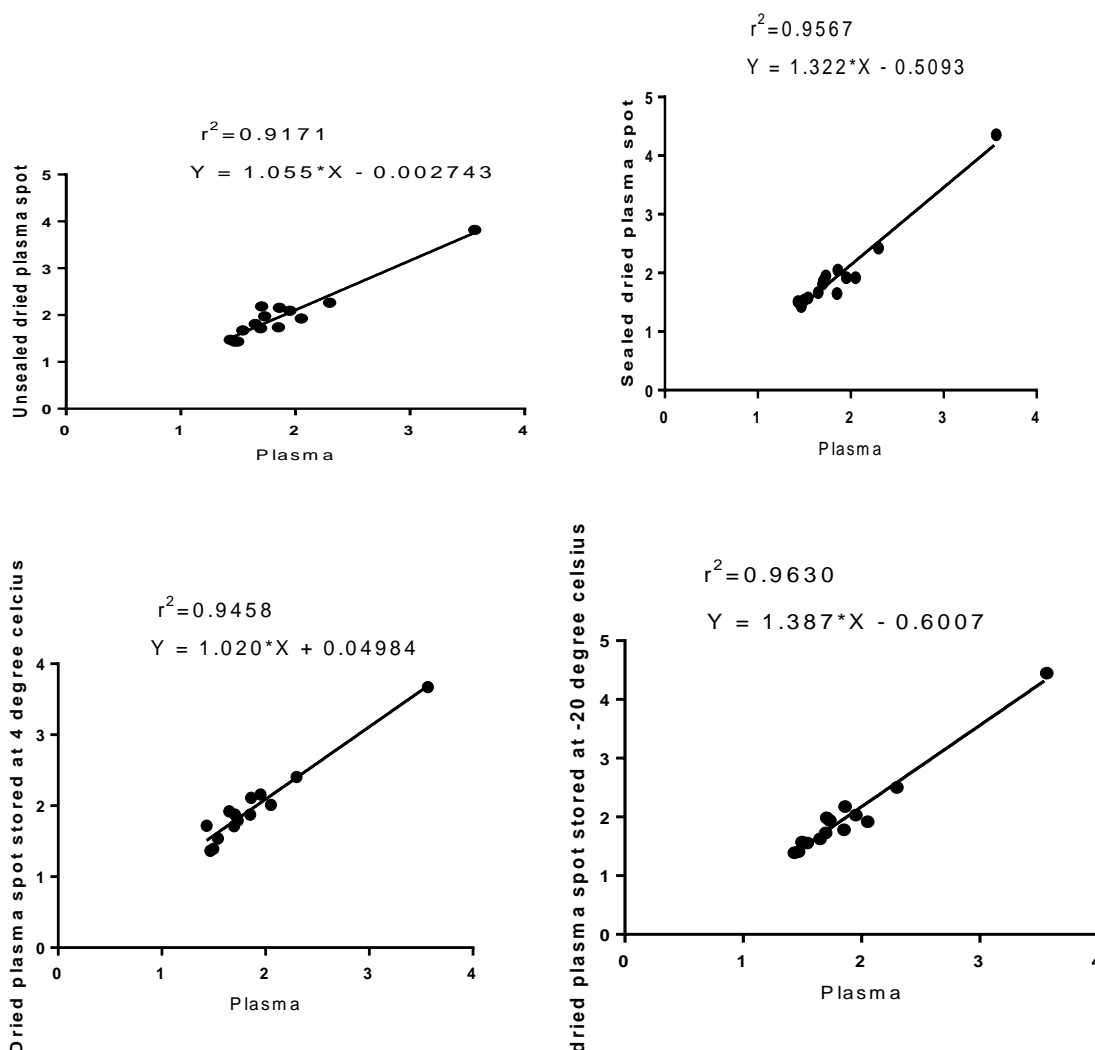 r²=0.9171
Y = 1.055*X - 0.002743
Unsealed dried plasma spot
5
4
3
2
1
0
0 1 2 3 4
Plasma
r²=0.9567
Y = 1.322*X - 0.5093
Sealed dried plasma spot
5
4
3
2
1
0
0 1 2 3 4
Plasma
r²=0.9458
Y = 1.020*X + 0.04984
Dried plasma spot stored at 4 degree celcius
4
3
2
1
0
0 1 2 3 4
Plasma
r²=0.9630
Y = 1.387*X - 0.6007
dried plasma spot stored at -20 degree celsius
5
4
3
2
1
0
0 1 2 3 4
Plasma